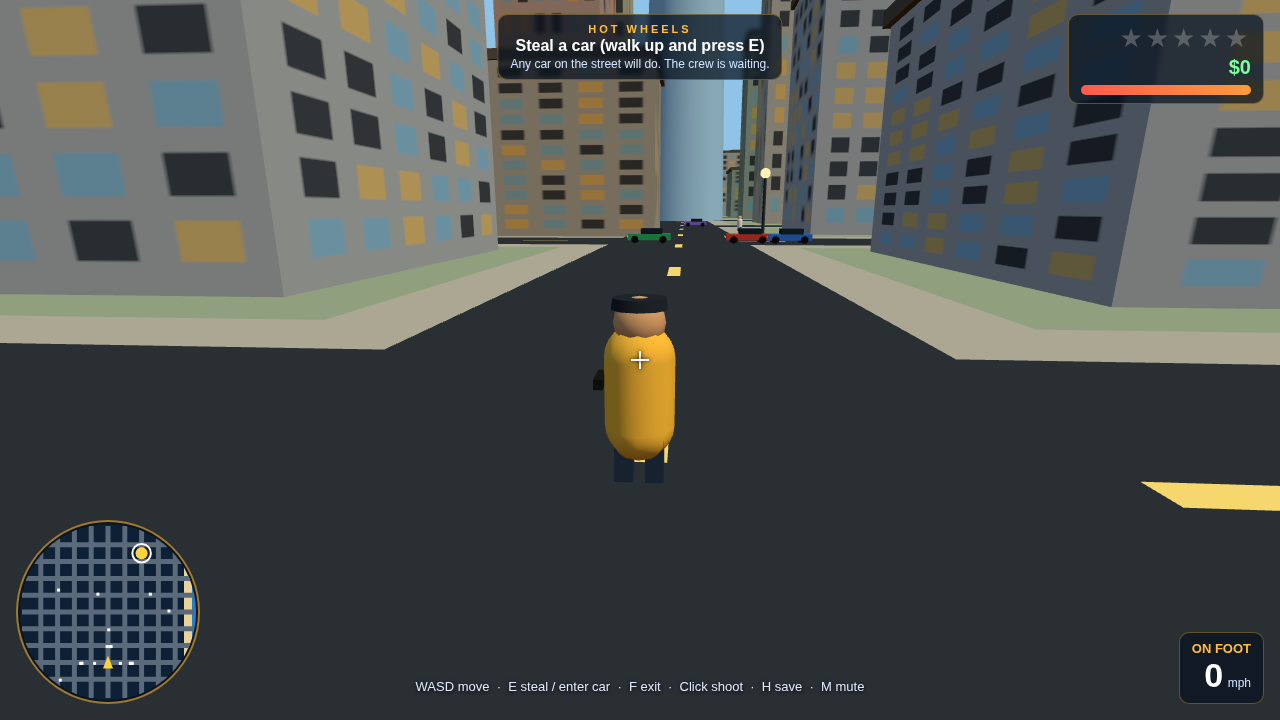 HOT WHEELS
Steal a car (walk up and press E)
Any car on the street will do. The crew is waiting.
★★★★★
$0
ON FOOT
0 mph
WASD move · E steal / enter car · F exit · Click shoot · H save · M mute